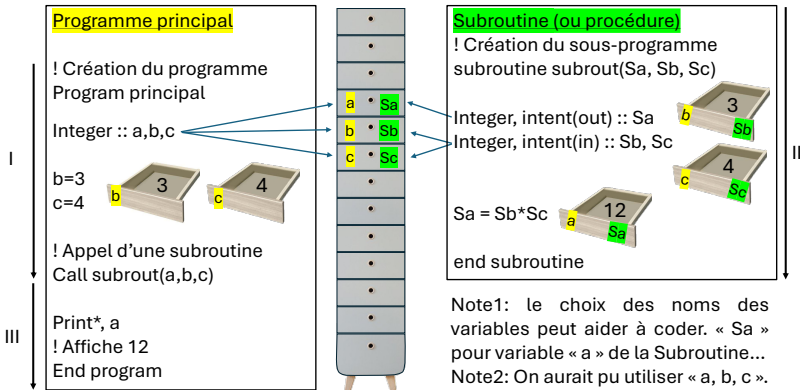 Programme principal
! Création du programme
Program principal
Integer :: a,b,c
b=3
c=4
b
3
c
4
! Appel d'une subroutine
Call subrout(a,b,c)
Print*, a
! Affiche 12
End program
I
III
a Sa
b Sb
c Sc
Subroutine (ou procédure)
! Création du sous-programme
subroutine subrout(Sa, Sb, Sc)
Integer, intent(out) :: Sa
Integer, intent(in) :: Sb, Sc
3
b
Sb
4
c
Sc
Sa = Sb*Sc
12
a
Sa
end subroutine
II
Note1: le choix des noms des
variables peut aider à coder. « Sa »
pour variable « a » de la Subroutine...
Note2: On aurait pu utiliser « a, b, c ».